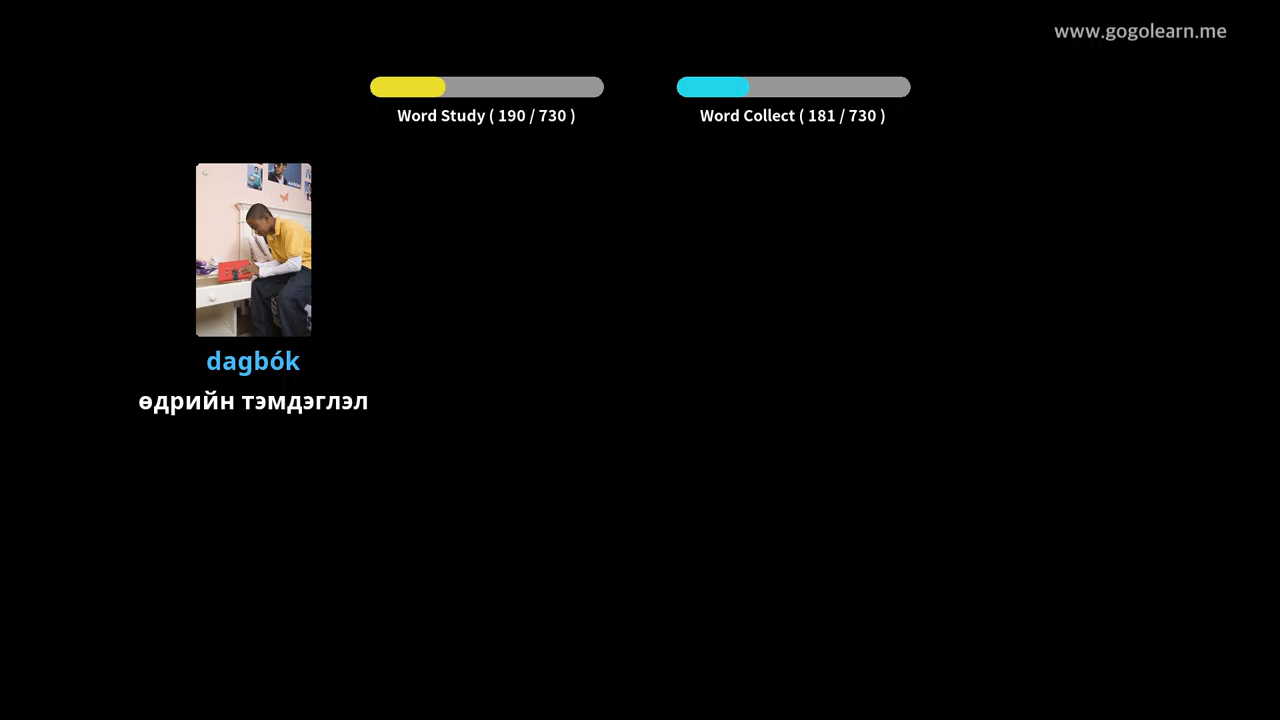 www.gogolearn.me
Word Study ( 190 / 730 )
Word Collect ( 181 / 730 )
dagbók
өдрийн тэмдэглэл